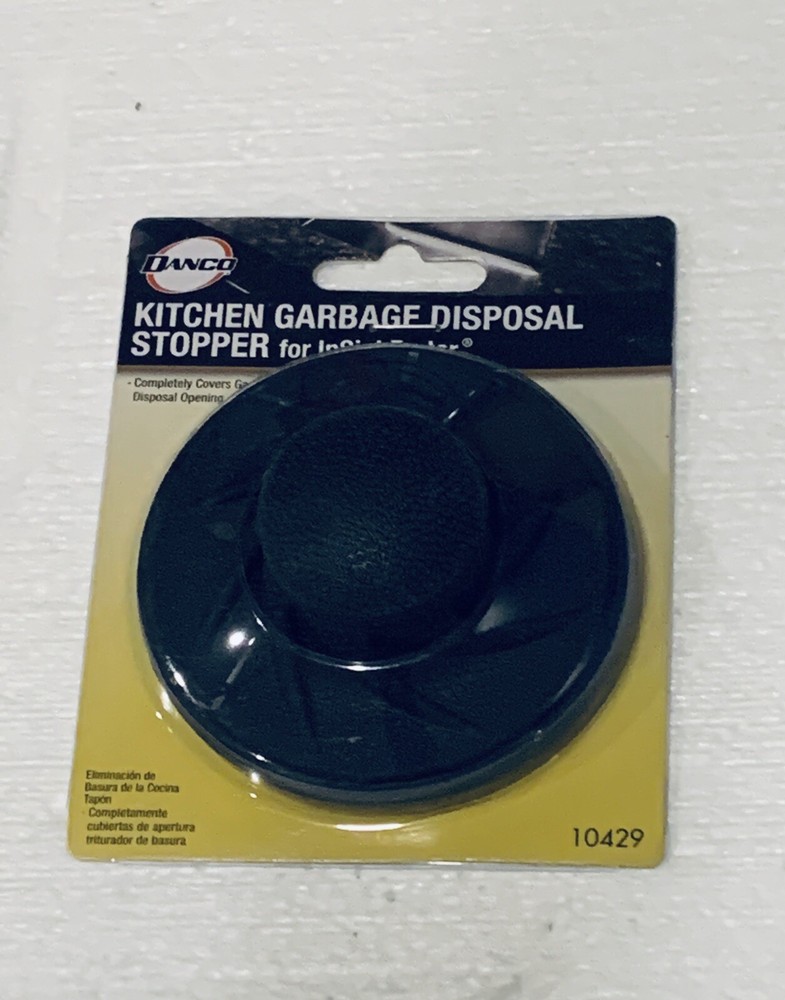 DANCO
KITCHEN GARBAGE DISPOSAL
STOPPER for ®
- Completely Covers
Disposal Opening
Eliminación de
Basura de la Cocina
Tapón
- Completamente
cubiertas de apertura
triturador de basura
10429